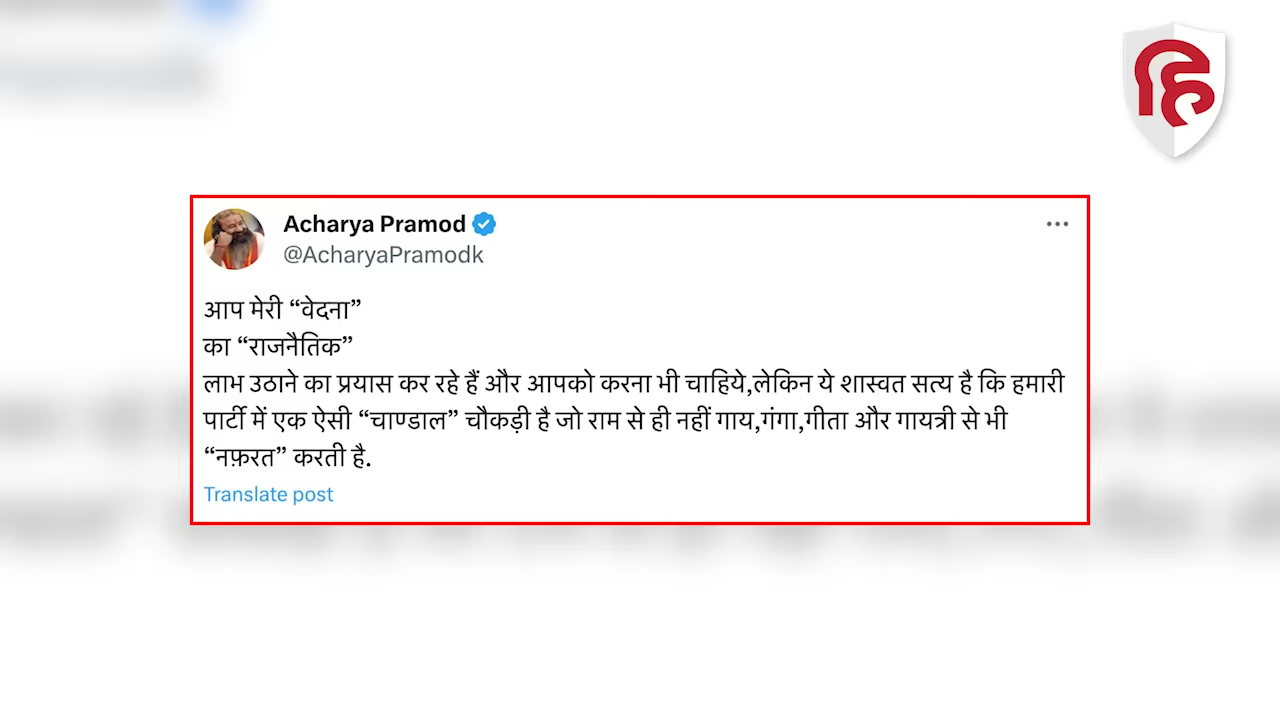 हि
Acharya Pramod
@AcharyaPramodk
आप मेरी “वेदना”
का “राजनैतिक”
लाभ उठाने का प्रयास कर रहे हैं और आपको करना भी चाहिये,लेकिन ये शास्वत सत्य है कि हमारी
पार्टी में एक ऐसी “चाण्डाल” चौकड़ी है जो राम से ही नहीं गाय,गंगा,गीता और गायत्री से भी
“नफ़रत” करती है.
Translate post